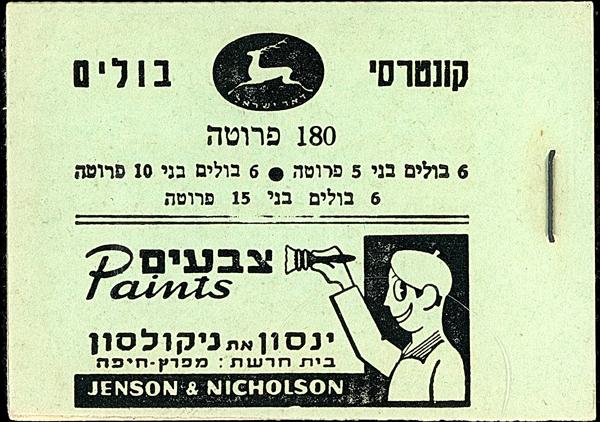 קונטרסי בולים
דאר ישראל
180 פרוטה
6 בולים בני 5 פרוטה ● 6 בולים בני 10 פרוטה
6 בולים בני 15 פרוטה
צבעים
Paints
ינסון את ניקולסון
בית חרשת: מפרץ-חיפה
JENSON & NICHOLSON